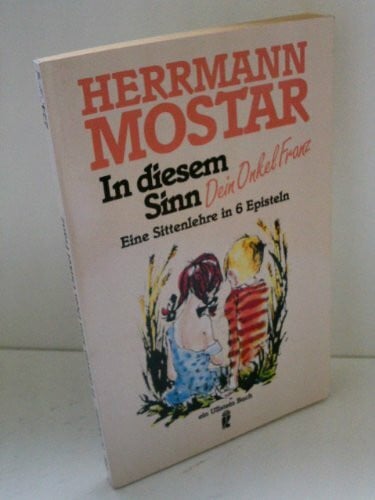 HERRMANN
MOSTAR
In diesem
Sinn Dein Onkel Franz
Eine Sittenlehre in 6 Episteln
ein Ullstein Buch